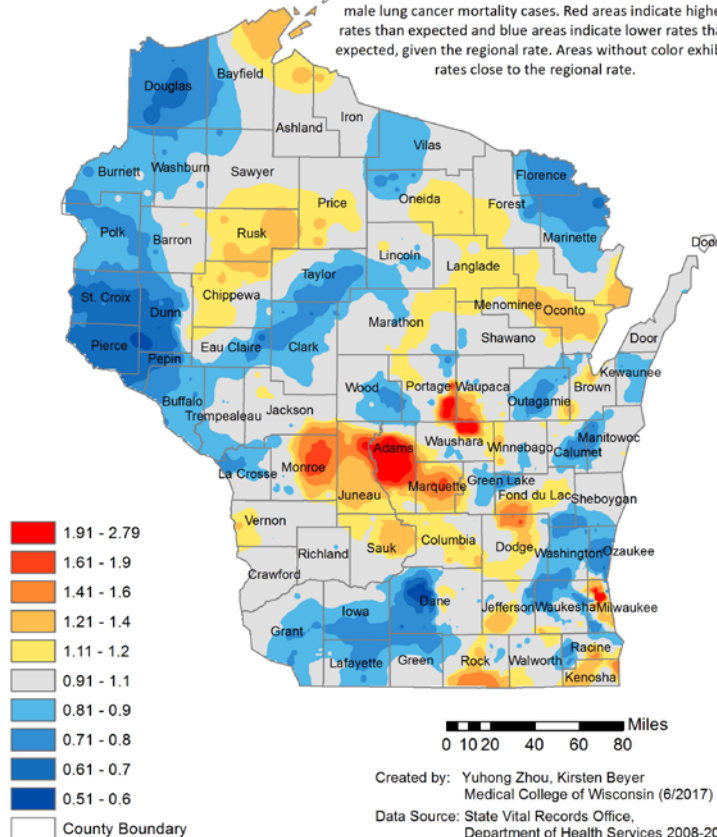 male lung cancer mortality cases. Red areas indicate highe
rates than expected and blue areas indicate lower rates tha
expected, given the regional rate. Areas without color exhib
rates close to the regional rate.
Douglas
Bayfield
Ashland
Iron
Vilas
Burnett
Washburn
Sawyer
Price
Oneida
Forest
Florence
Marinette
Polk
Barron
Rusk
Lincoln
Langlade
Door
Taylor
Chippewa
St. Croix
Dunn
Pierce
Pepin
Eau Claire
Clark
Marathon
Menominee
Oconto
Shawano
Door
Kewaunee
Buffalo
Trempealeau
Jackson
Wood
Portage
Waupaca
Outagamie
Brown
Manitowoc
Calumet
La Crosse
Monroe
Juneau
Adams
Waushara
Winnebago
Marquette
Green Lake
Fond du Lac
Sheboygan
Vernon
Richland
Sauk
Columbia
Dodge
Washington
Ozaukee
Crawford
Iowa
Dane
Jefferson
Waukesha
Milwaukee
Grant
Lafayette
Green
Rock
Walworth
Racine
Kenosha
1.91 - 2.79
1.61 - 1.9
1.41 - 1.6
1.21 - 1.4
1.11 - 1.2
0.91 - 1.1
0.81 - 0.9
0.71 - 0.8
0.61 - 0.7
0.51 - 0.6
County Boundary
Miles
0 10 20 40 60 80
Created by: Yuhong Zhou, Kirsten Beyer
Medical College of Wisconsin (6/2017)
Data Source: State Vital Records Office,
Department of Health Services 2008-20